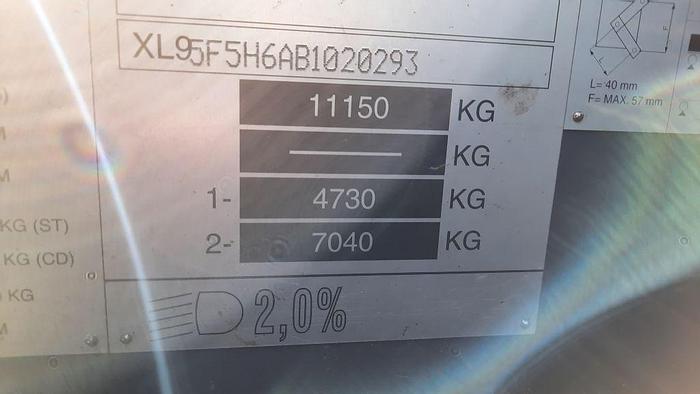 XL95F5H6AB1020293
11150 KG
KG
1- 4730 KG
2- 7040 KG
2,0%
L= 40 mm
F= MAX. 57 mm
F
M
M
KG (ST)
KG (CD)
KG
M